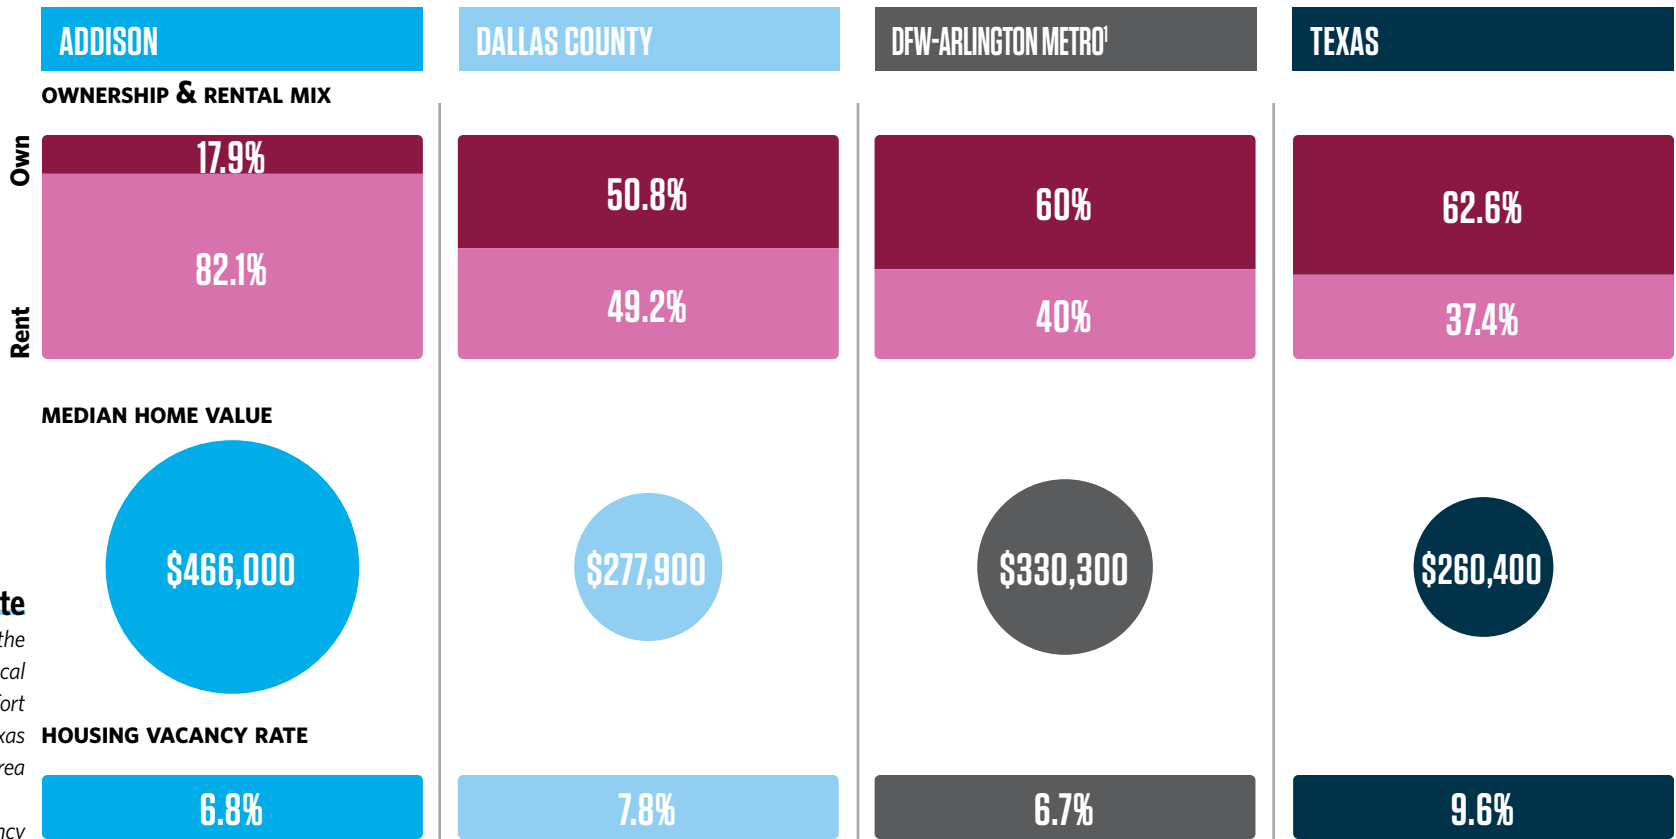 ADDISON
DALLAS COUNTY
DFW-ARLINGTON METRO¹
TEXAS
OWNERSHIP & RENTAL MIX
Own
17.9%
50.8%
60%
62.6%
Rent
82.1%
49.2%
40%
37.4%
MEDIAN HOME VALUE
$466,000
$277,900
$330,300
$260,400
te
the
cal
ort
xas
rea
ncy
HOUSING VACANCY RATE
6.8%
7.8%
6.7%
9.6%